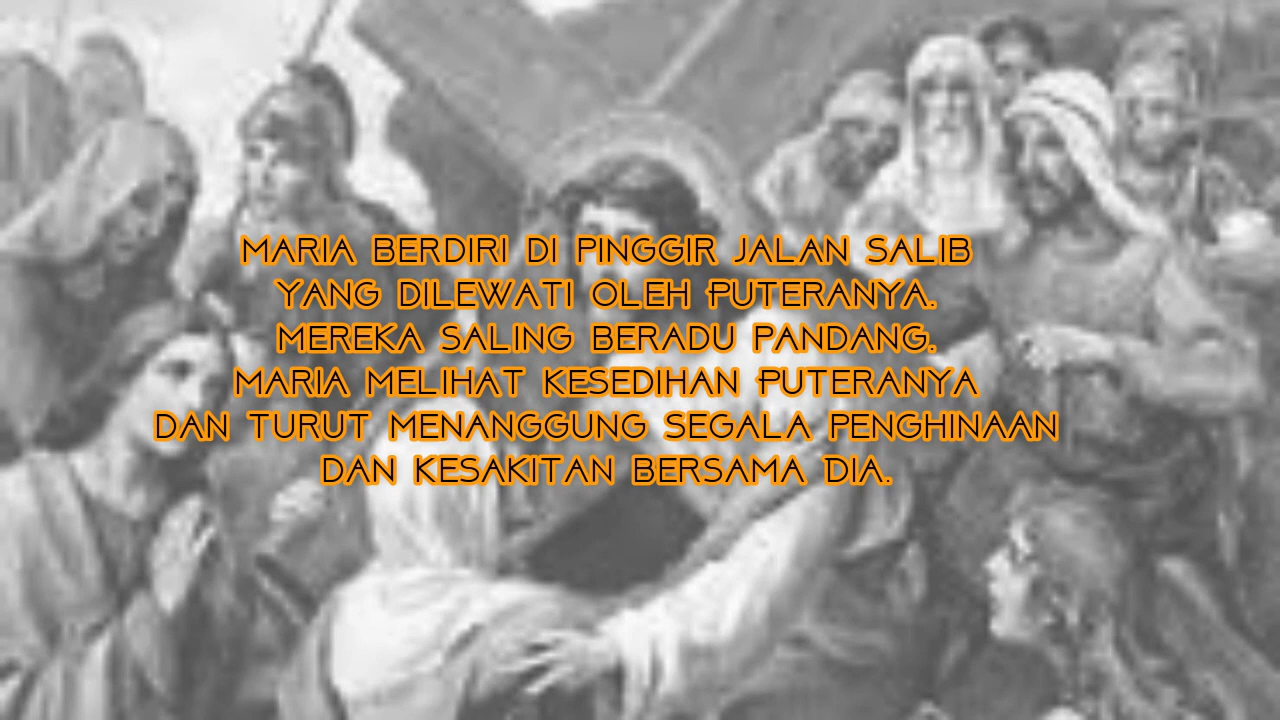 MARIA BERDIRI DI PINGGIR JALAN SALIB
YANG DILEWATI OLEH PUTERANYA.
MEREKA SALING BERADU PANDANG.
MARIA MELIHAT KESEDIHAN PUTERANYA
DAN TURUT MENANGGUNG SEGALA PENGHINAAN
DAN KESAKITAN BERSAMA DIA.